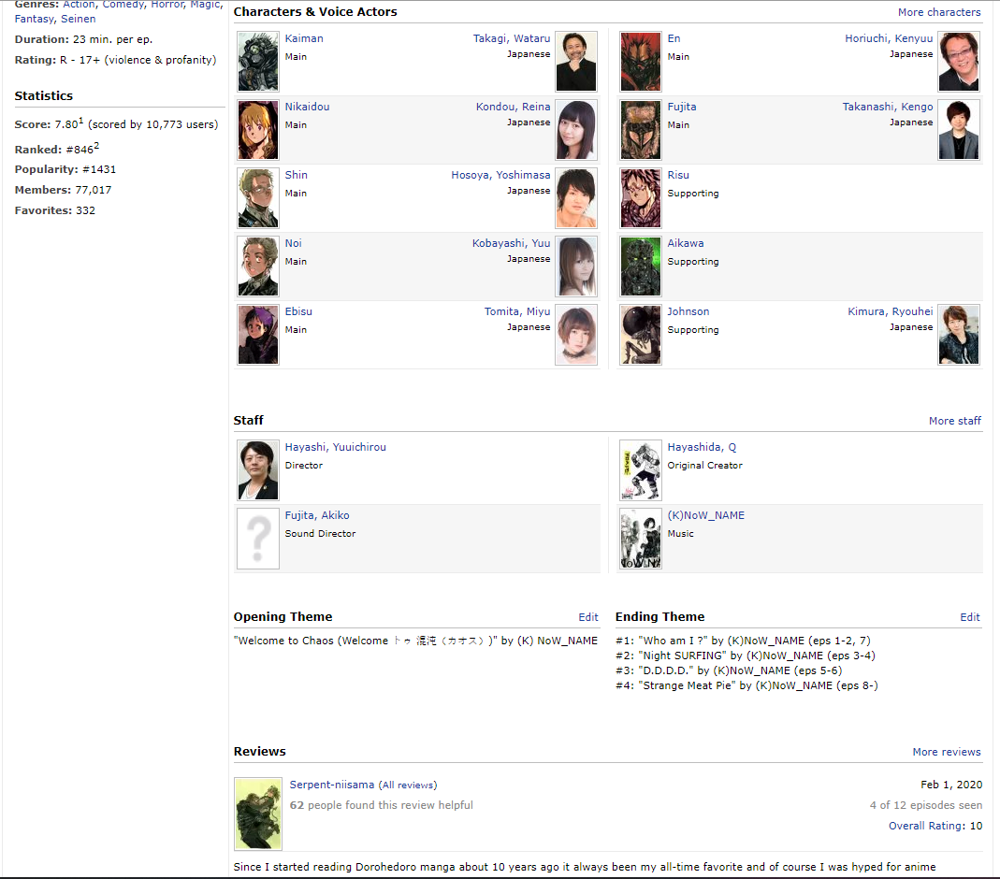 Genres: Action, Comedy, Horror, Magic,
Fantasy, Seinen
Duration: 23 min. per ep.
Rating: R - 17+ (violence & profanity)
Statistics
Score: 7.80¹ (scored by 10,773 users)
Ranked: #846²
Popularity: #1431
Members: 77,017
Favorites: 332
Characters & Voice Actors
More characters
Kaiman
Main
Takagi, Wataru
Japanese
En
Main
Horiuchi, Kenyuu
Japanese
Nikaidou
Main
Kondou, Reina
Japanese
Fujita
Main
Takanashi, Kengo
Japanese
Shin
Main
Hosoya, Yoshimasa
Japanese
Risu
Supporting
Noi
Main
Kobayashi, Yuu
Japanese
Aikawa
Supporting
Ebisu
Main
Tomita, Miyu
Japanese
Johnson
Supporting
Kimura, Ryouhei
Japanese
Staff
More staff
Hayashi, Yuuichirou
Director
Hayashida, Q
Original Creator
Fujita, Akiko
Sound Director
(K)NoW_NAME
Music
Opening Theme
Edit
"Welcome to Chaos (Welcome トゥ 混沌（カオス）)" by (K) NoW_NAME
Ending Theme
Edit
#1: "Who am I ?" by (K)NoW_NAME (eps 1-2, 7)
#2: "Night SURFING" by (K)NoW_NAME (eps 3-4)
#3: "D.D.D.D." by (K)NoW_NAME (eps 5-6)
#4: "Strange Meat Pie" by (K)NoW_NAME (eps 8-)
Reviews
More reviews
Serpent-niisama (All reviews)
62 people found this review helpful
Feb 1, 2020
4 of 12 episodes seen
Overall Rating: 10
Since I started reading Dorohedoro manga about 10 years ago it always been my all-time favorite and of course I was hyped for anime